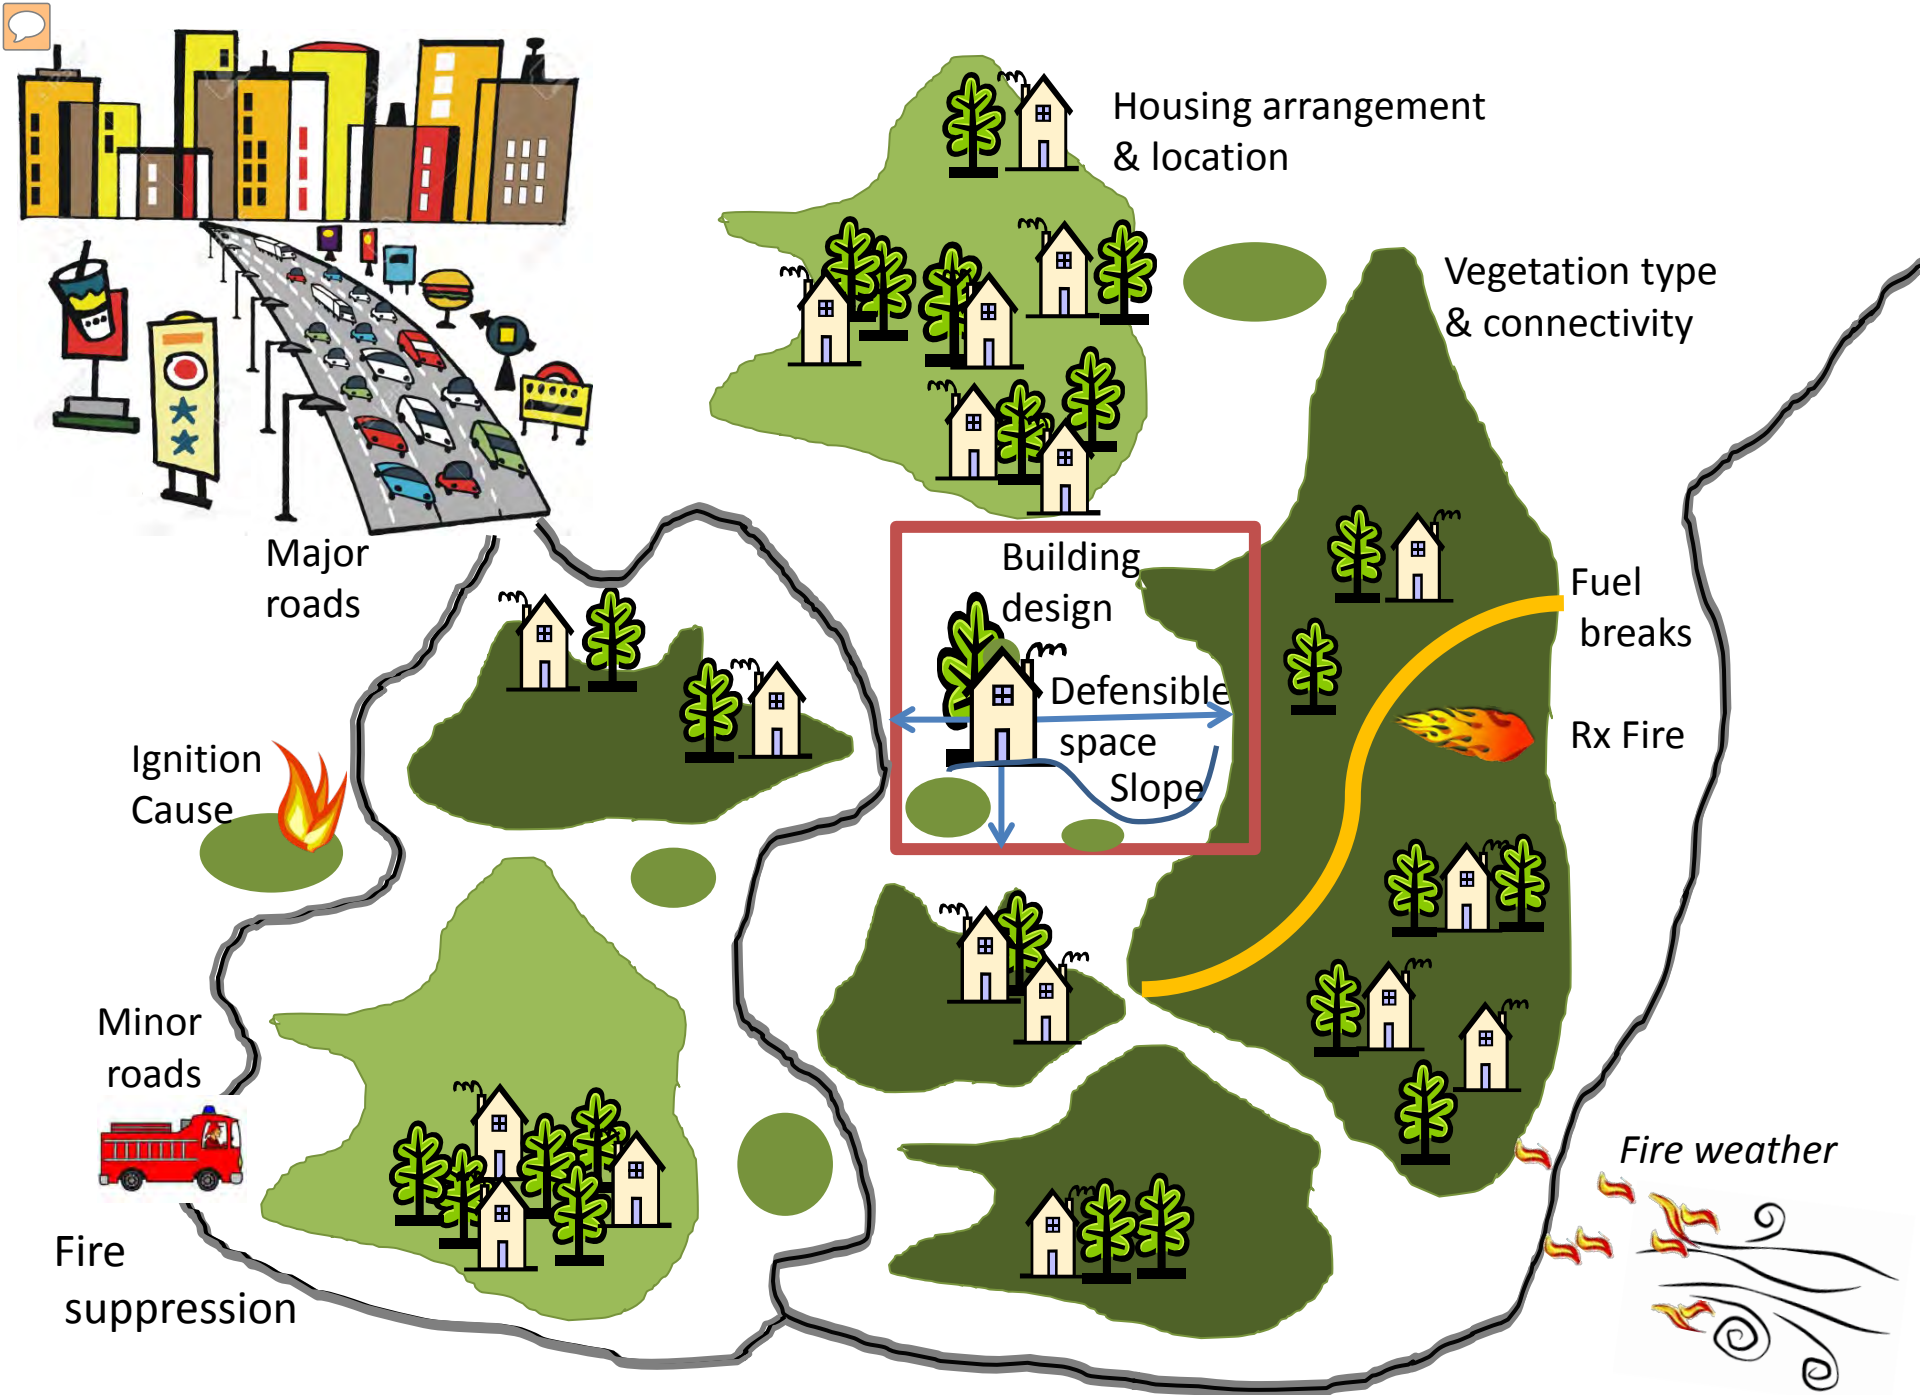 Housing arrangement
& location
Vegetation type
& connectivity
Major
roads
Building
design
Fuel
breaks
Defensible
space
Slope
Rx Fire
Ignition
Cause
Minor
roads
Fire weather
Fire
suppression